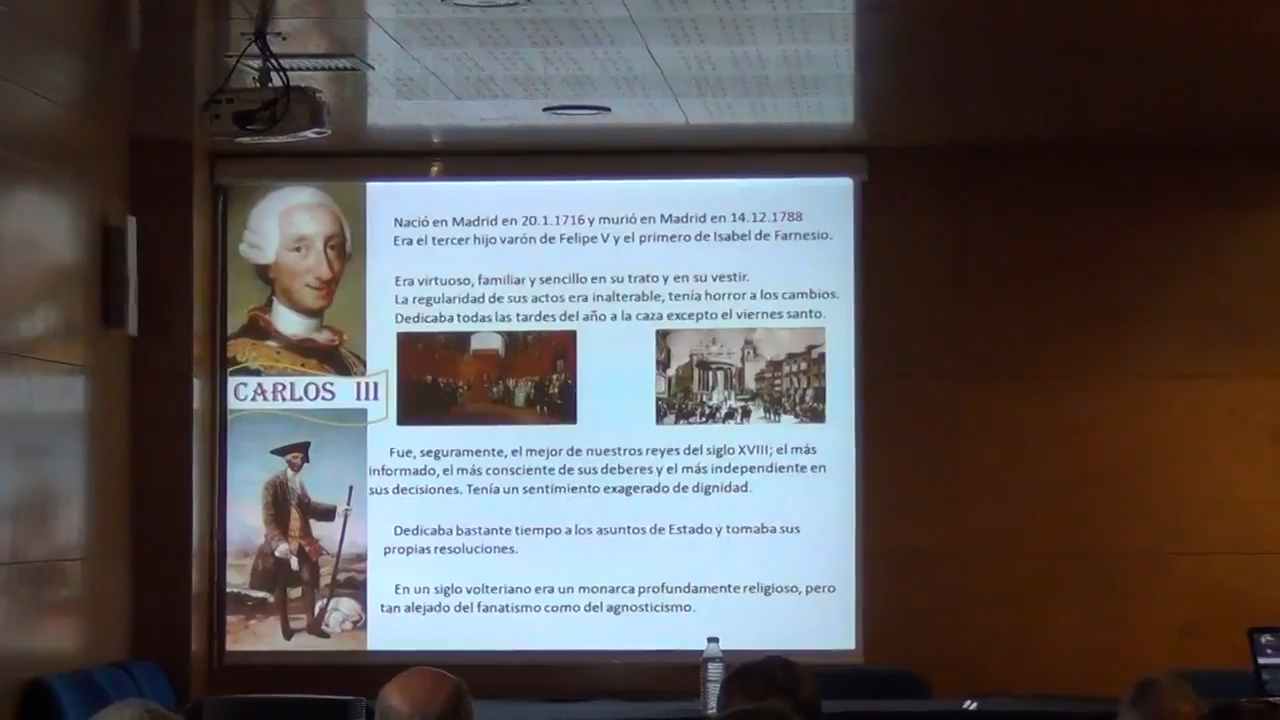 Nació en Madrid en 20.1.1716 y murió en Madrid en 14.12.1788
Era el tercer hijo varón de Felipe V y el primero de Isabel de Farnesio.
Era virtuoso, familiar y sencillo en su trato y en su vestir.
La regularidad de sus actos era inalterable, tenía horror a los cambios.
Dedicaba todas las tardes del año a la caza excepto el viernes santo.
CARLOS III
Fue, seguramente, el mejor de nuestros reyes del siglo XVIII; el más
informado, el más consciente de sus deberes y el más independiente en
sus decisiones. Tenía un sentimiento exagerado de dignidad.
Dedicaba bastante tiempo a los asuntos de Estado y tomaba sus
propias resoluciones.
En un siglo volteriano era un monarca profundamente religioso, pero
tan alejado del fanatismo como del agnosticismo.